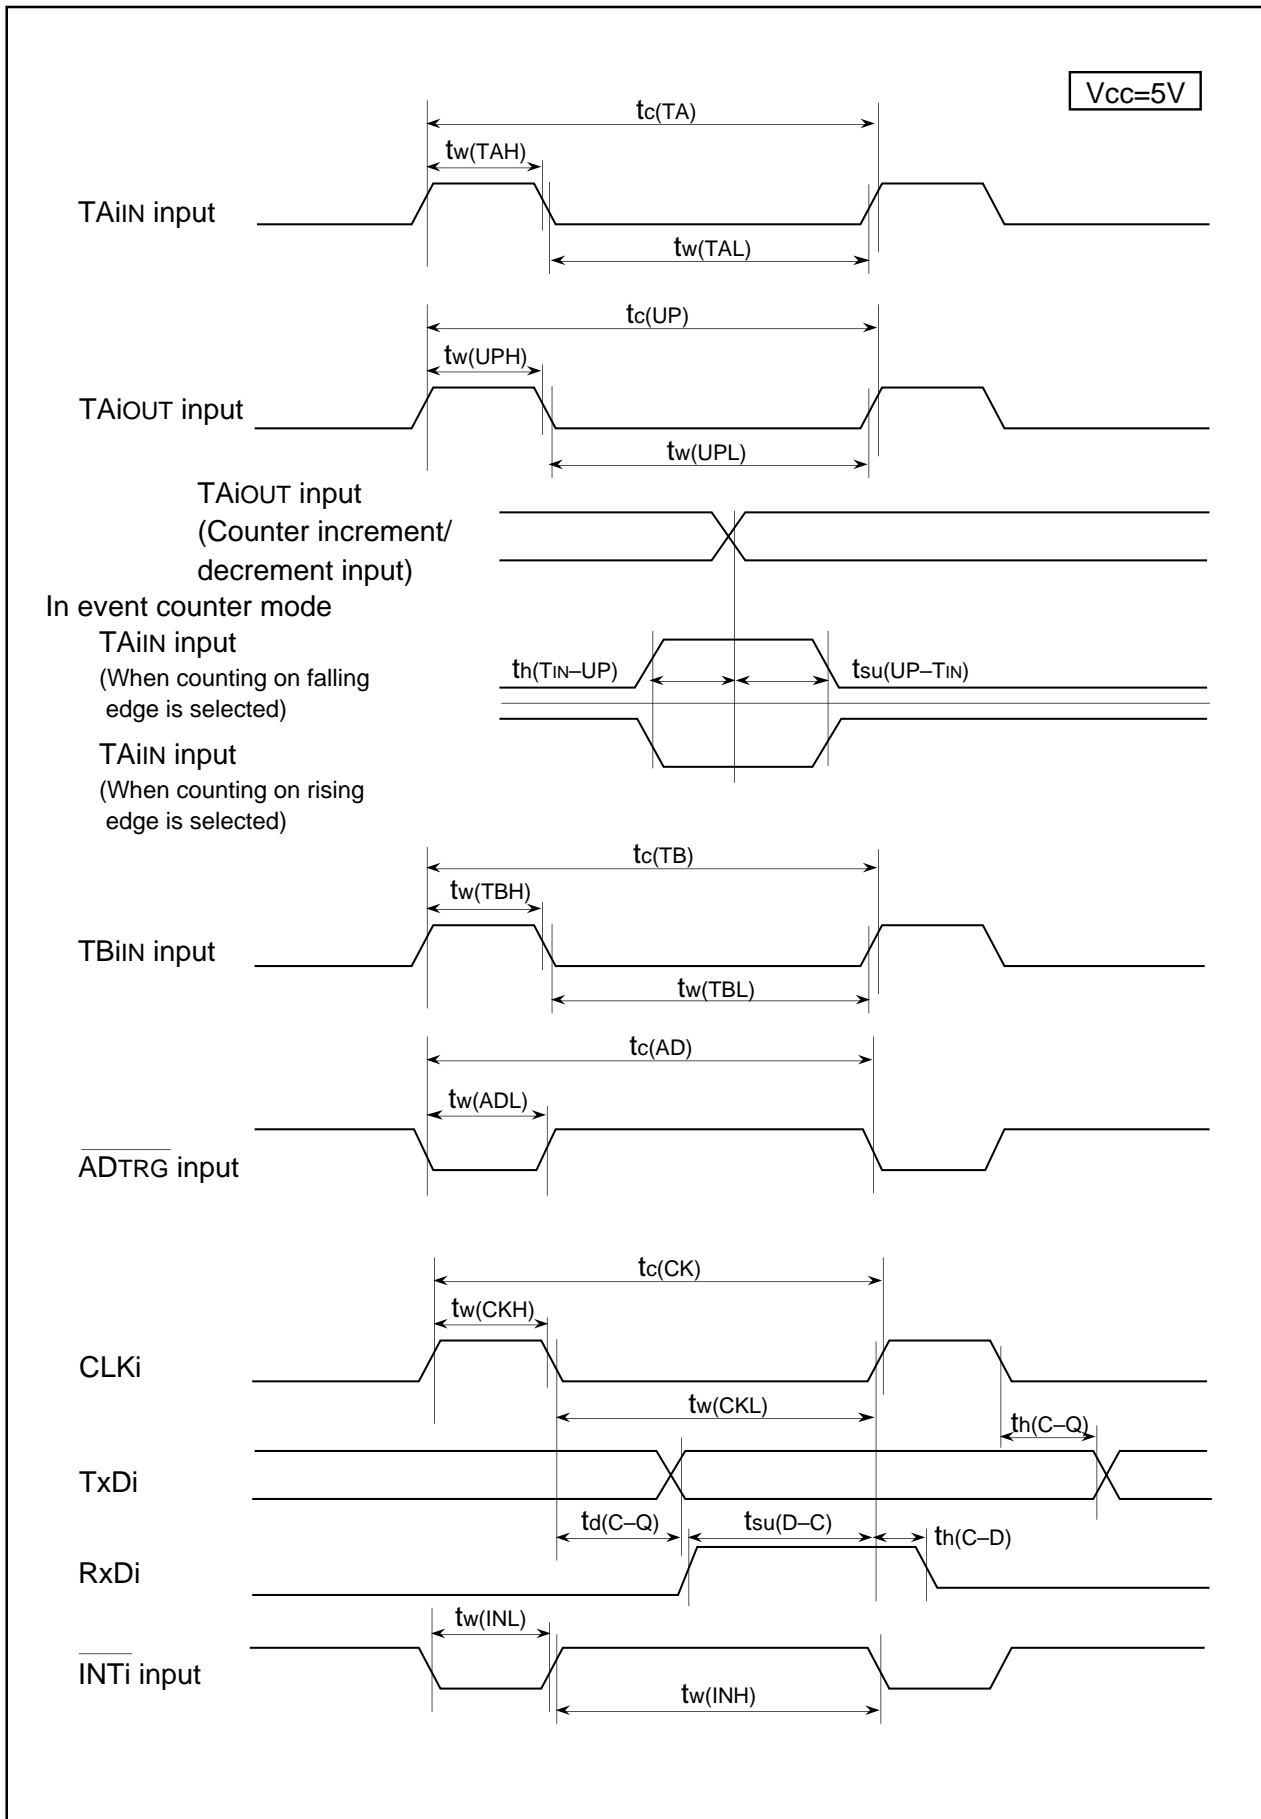 Vcc=5V
tc(TA)
tw(TAH)
TAiIN input
tw(TAL)
tc(UP)
tw(UPH)
TAiOUT input
tw(UPL)
TAiOUT input
(Counter increment/
decrement input)
In event counter mode
TAiIN input
(When counting on falling
edge is selected)
th(TIN–UP)
tsu(UP–TIN)
TAiIN input
(When counting on rising
edge is selected)
tc(TB)
tw(TBH)
TBiIN input
tw(TBL)
tc(AD)
tw(ADL)
ADTRG input
tc(CK)
tw(CKH)
CLKi
tw(CKL)
th(C–Q)
TxDi
td(C–Q)
tsu(D–C)
th(C–D)
RxDi
tw(INL)
INTi input
tw(INH)